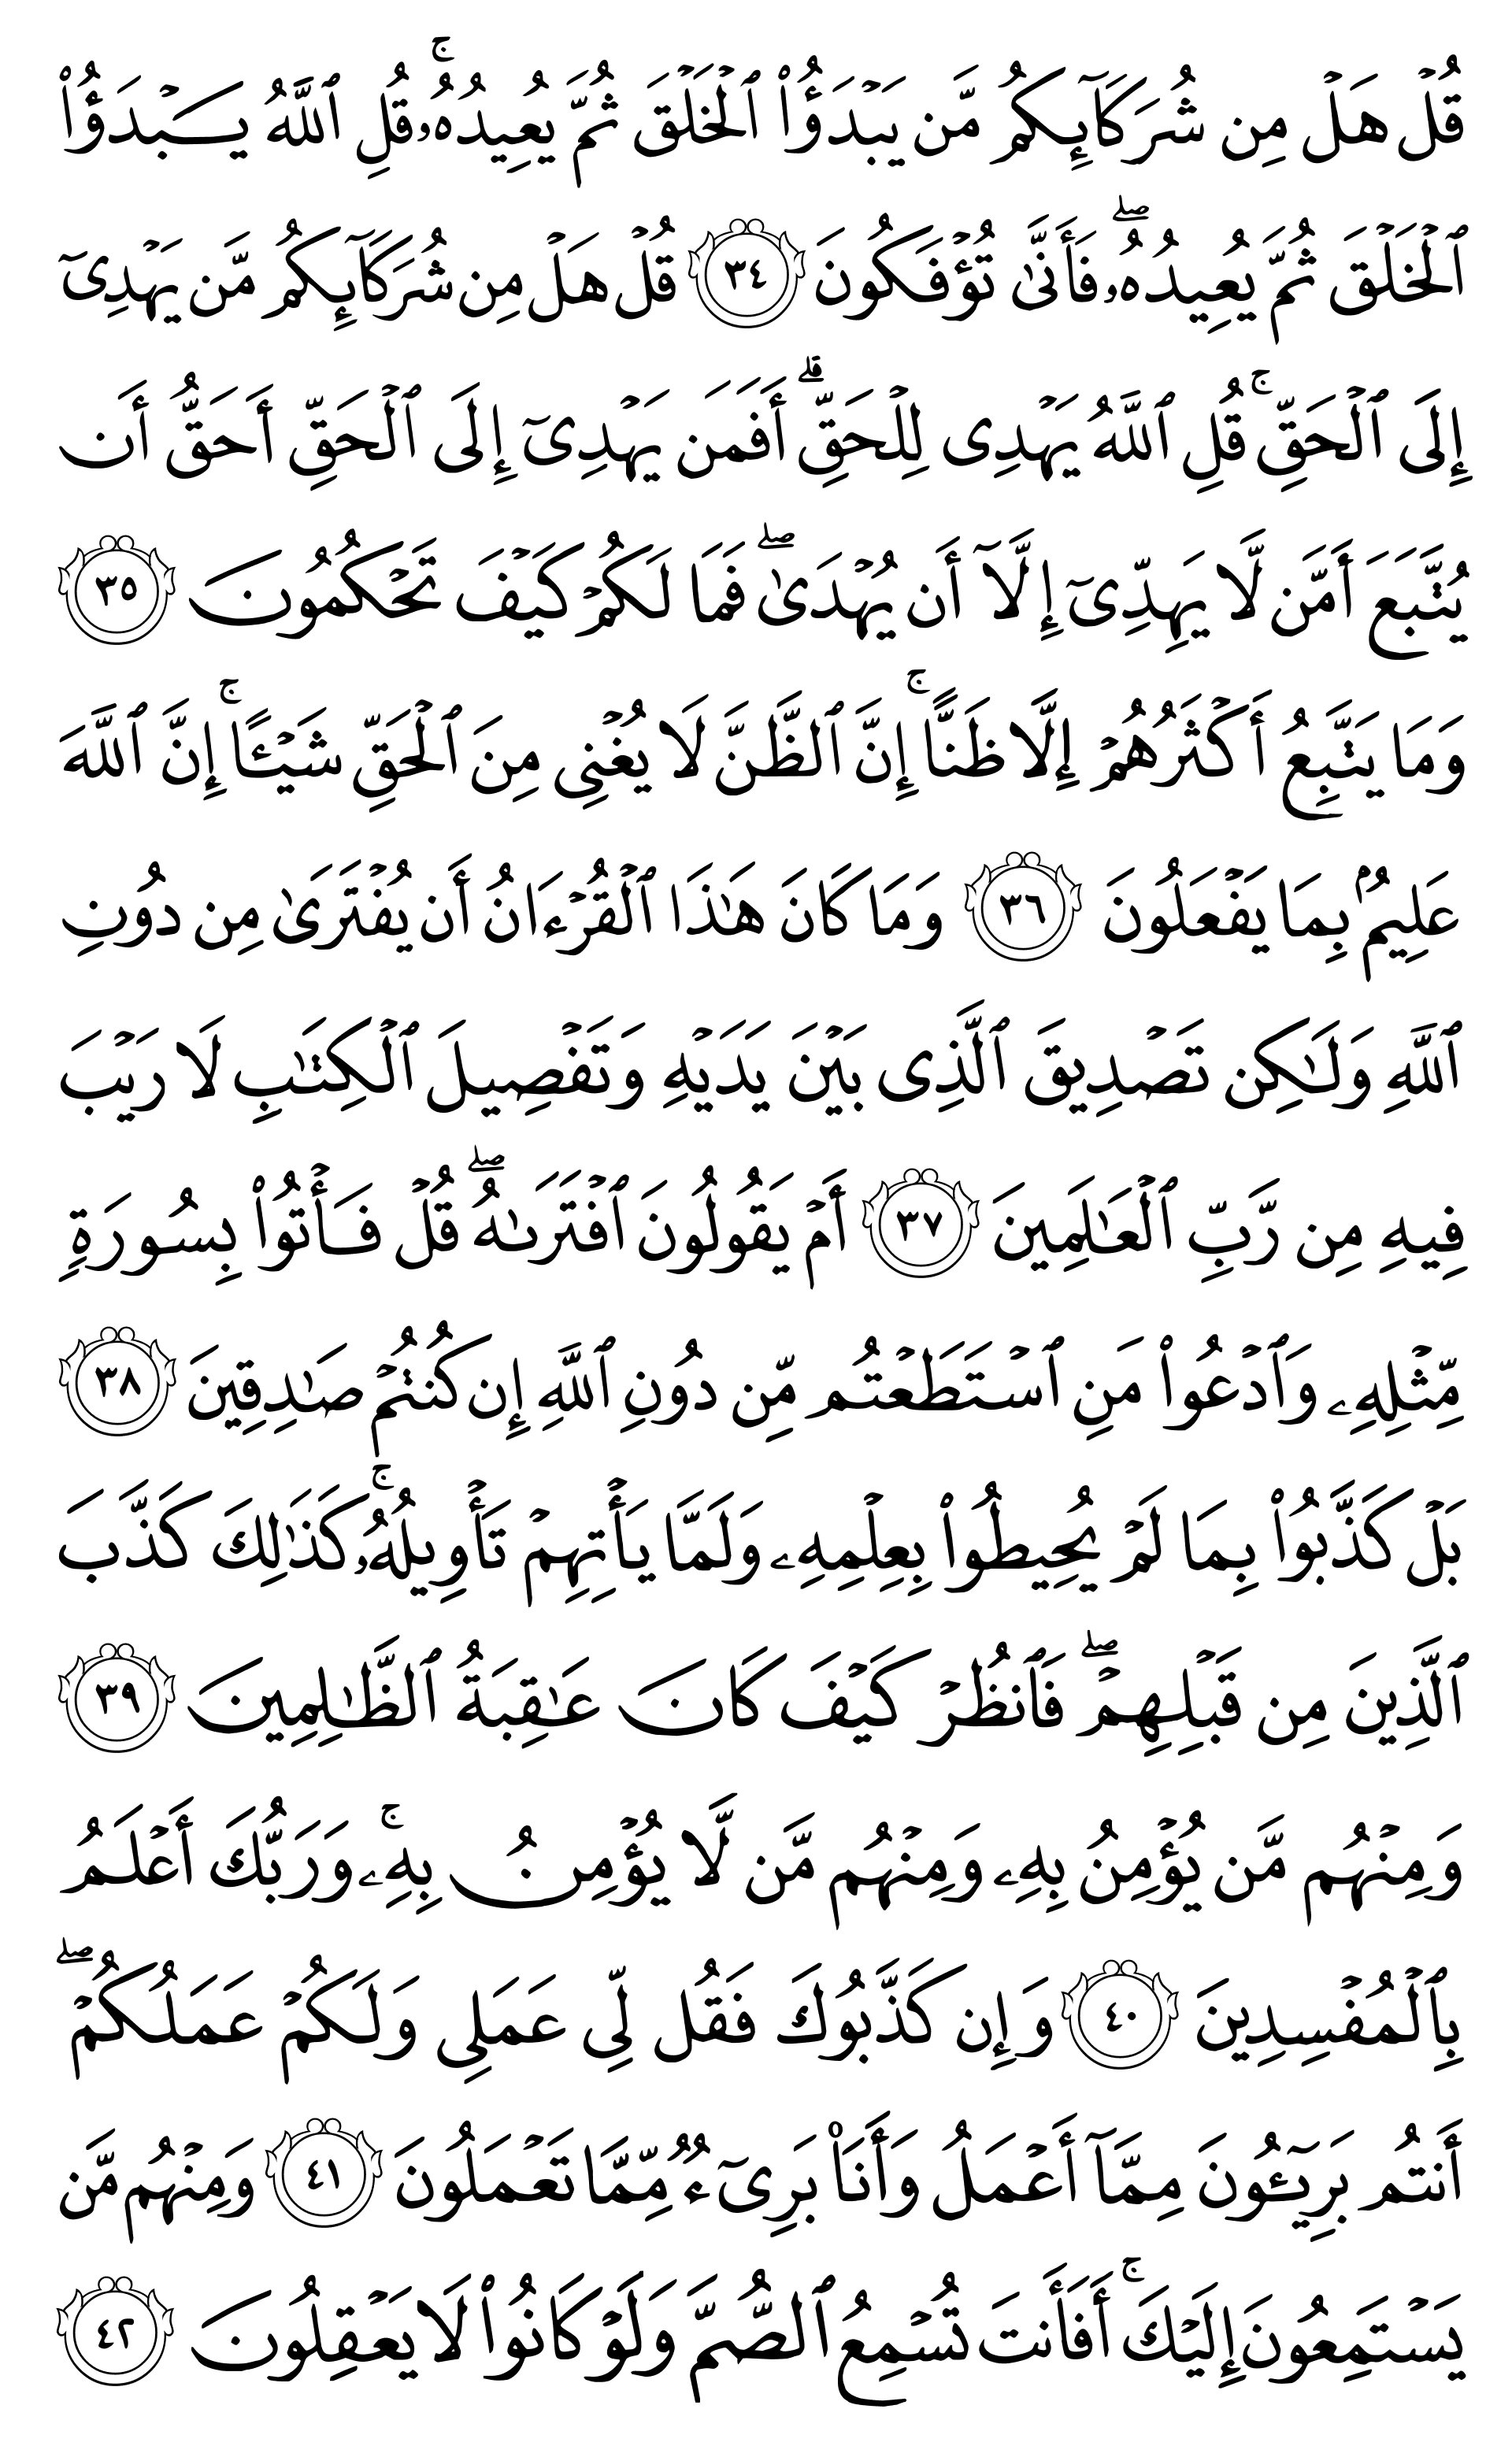 قُلْ هَلْ مِن شُرَكَآئِكُم مَّن يَبْدَؤُا۟ ٱلْخَلْقَ ثُمَّ يُعِيدُهُۥ ۚ قُلِ ٱللَّهُ يَبْدَؤُا۟
ٱلْخَلْقَ ثُمَّ يُعِيدُهُۥ ۖ فَأَنَّىٰ تُؤْفَكُونَ ٣٤ قُلْ هَلْ مِن شُرَكَآئِكُم مَّن يَهْدِىٓ
إِلَى ٱلْحَقِّ ۚ قُلِ ٱللَّهُ يَهْدِى لِلْحَقِّ ۗ أَفَمَن يَهْدِىٓ إِلَى ٱلْحَقِّ أَحَقُّ أَن
يُتَّبَعَ أَمَّن لَّا يَهِدِّىٓ إِلَّآ أَن يُهْدَىٰ ۖ فَمَا لَكُمْ كَيْفَ تَحْكُمُونَ ٣٥
وَمَا يَتَّبِعُ أَكْثَرُهُمْ إِلَّا ظَنًّا ۚ إِنَّ ٱلظَّنَّ لَا يُغْنِى مِنَ ٱلْحَقِّ شَيْـًٔا ۚ إِنَّ ٱللَّهَ
عَلِيمٌۢ بِمَا يَفْعَلُونَ ٣٦ وَمَا كَانَ هَـٰذَا ٱلْقُرْءَانُ أَن يُفْتَرَىٰ مِن دُونِ
ٱللَّهِ وَلَـٰكِن تَصْدِيقَ ٱلَّذِى بَيْنَ يَدَيْهِ وَتَفْصِيلَ ٱلْكِتَـٰبِ لَا رَيْبَ
فِيهِ مِن رَّبِّ ٱلْعَـٰلَمِينَ ٣٧ أَمْ يَقُولُونَ ٱفْتَرَىٰهُ ۖ قُلْ فَأْتُوا۟ بِسُورَةٍ
مِّثْلِهِۦ وَٱدْعُوا۟ مَنِ ٱسْتَطَعْتُم مِّن دُونِ ٱللَّهِ إِن كُنتُمْ صَـٰدِقِينَ ٣٨
بَلْ كَذَّبُوا۟ بِمَا لَمْ يُحِيطُوا۟ بِعِلْمِهِۦ وَلَمَّا يَأْتِهِمْ تَأْوِيلُهُۥ ۚ كَذَٰلِكَ كَذَّبَ
ٱلَّذِينَ مِن قَبْلِهِمْ ۖ فَٱنظُرْ كَيْفَ كَانَ عَـٰقِبَةُ ٱلظَّـٰلِمِينَ ٣٩
وَمِنْهُم مَّن يُؤْمِنُ بِهِۦ وَمِنْهُم مَّن لَّا يُؤْمِنُ بِهِۦ ۚ وَرَبُّكَ أَعْلَمُ
بِٱلْمُفْسِدِينَ ٤٠ وَإِن كَذَّبُوكَ فَقُل لِّى عَمَلِى وَلَكُمْ عَمَلُكُمْ ۖ
أَنتُم بَرِيٓـُٔونَ مِمَّآ أَعْمَلُ وَأَنَا۠ بَرِىٓءٌ مِّمَّا تَعْمَلُونَ ٤١ وَمِنْهُم مَّن
يَسْتَمِعُونَ إِلَيْكَ ۚ أَفَأَنتَ تُسْمِعُ ٱلصُّمَّ وَلَوْ كَانُوا۟ لَا يَعْقِلُونَ ٤٢